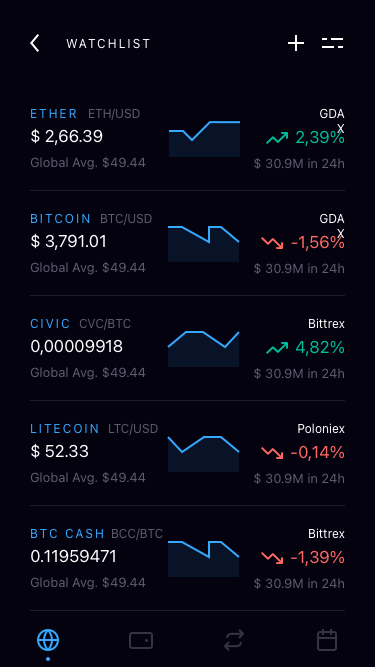 WATCHLIST
ETHER ETH/USD GDA
X
$ 2,66.39 2,39%
Global Avg. $49.44 $ 30.9M in 24h
BITCOIN BTC/USD GDA
X
$ 3,791.01 -1,56%
Global Avg. $49.44 $ 30.9M in 24h
CIVIC CVC/BTC Bittrex
0,00009918 4,82%
Global Avg. $49.44 $ 30.9M in 24h
LITECOIN LTC/USD Poloniex
$ 52.33 -0,14%
Global Avg. $49.44 $ 30.9M in 24h
BTC CASH BCC/BTC Bittrex
0.11959471 -1,39%
Global Avg. $49.44 $ 30.9M in 24h